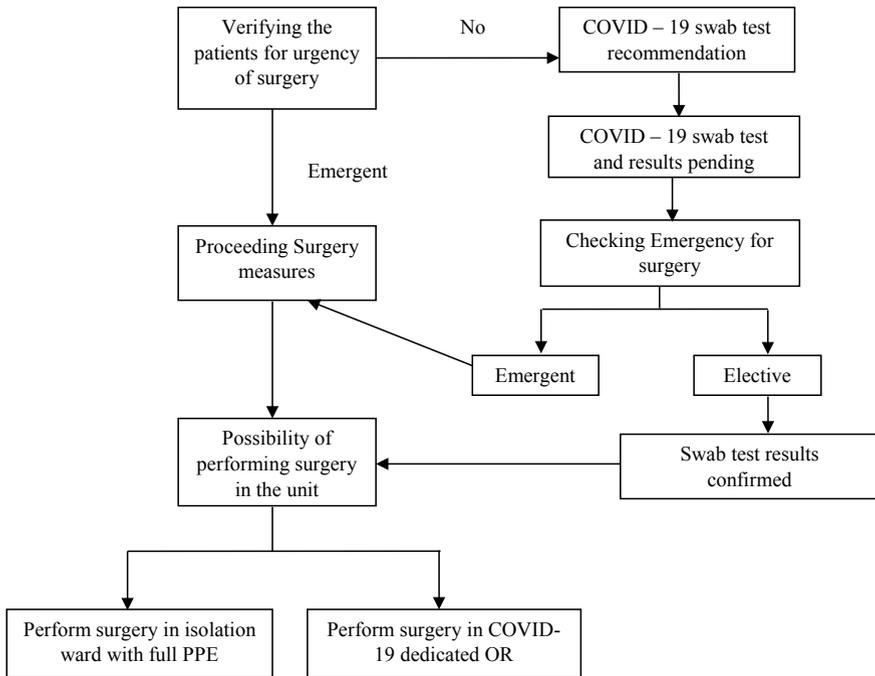 Verifying the
patients for urgency
of surgery
No
COVID – 19 swab test
recommendation
COVID – 19 swab test
and results pending
Emergent
Proceeding Surgery
measures
Checking Emergency for
surgery
Emergent
Elective
Possibility of
performing surgery
in the unit
Swab test results
confirmed
Perform surgery in isolation
ward with full PPE
Perform surgery in COVID-
19 dedicated OR